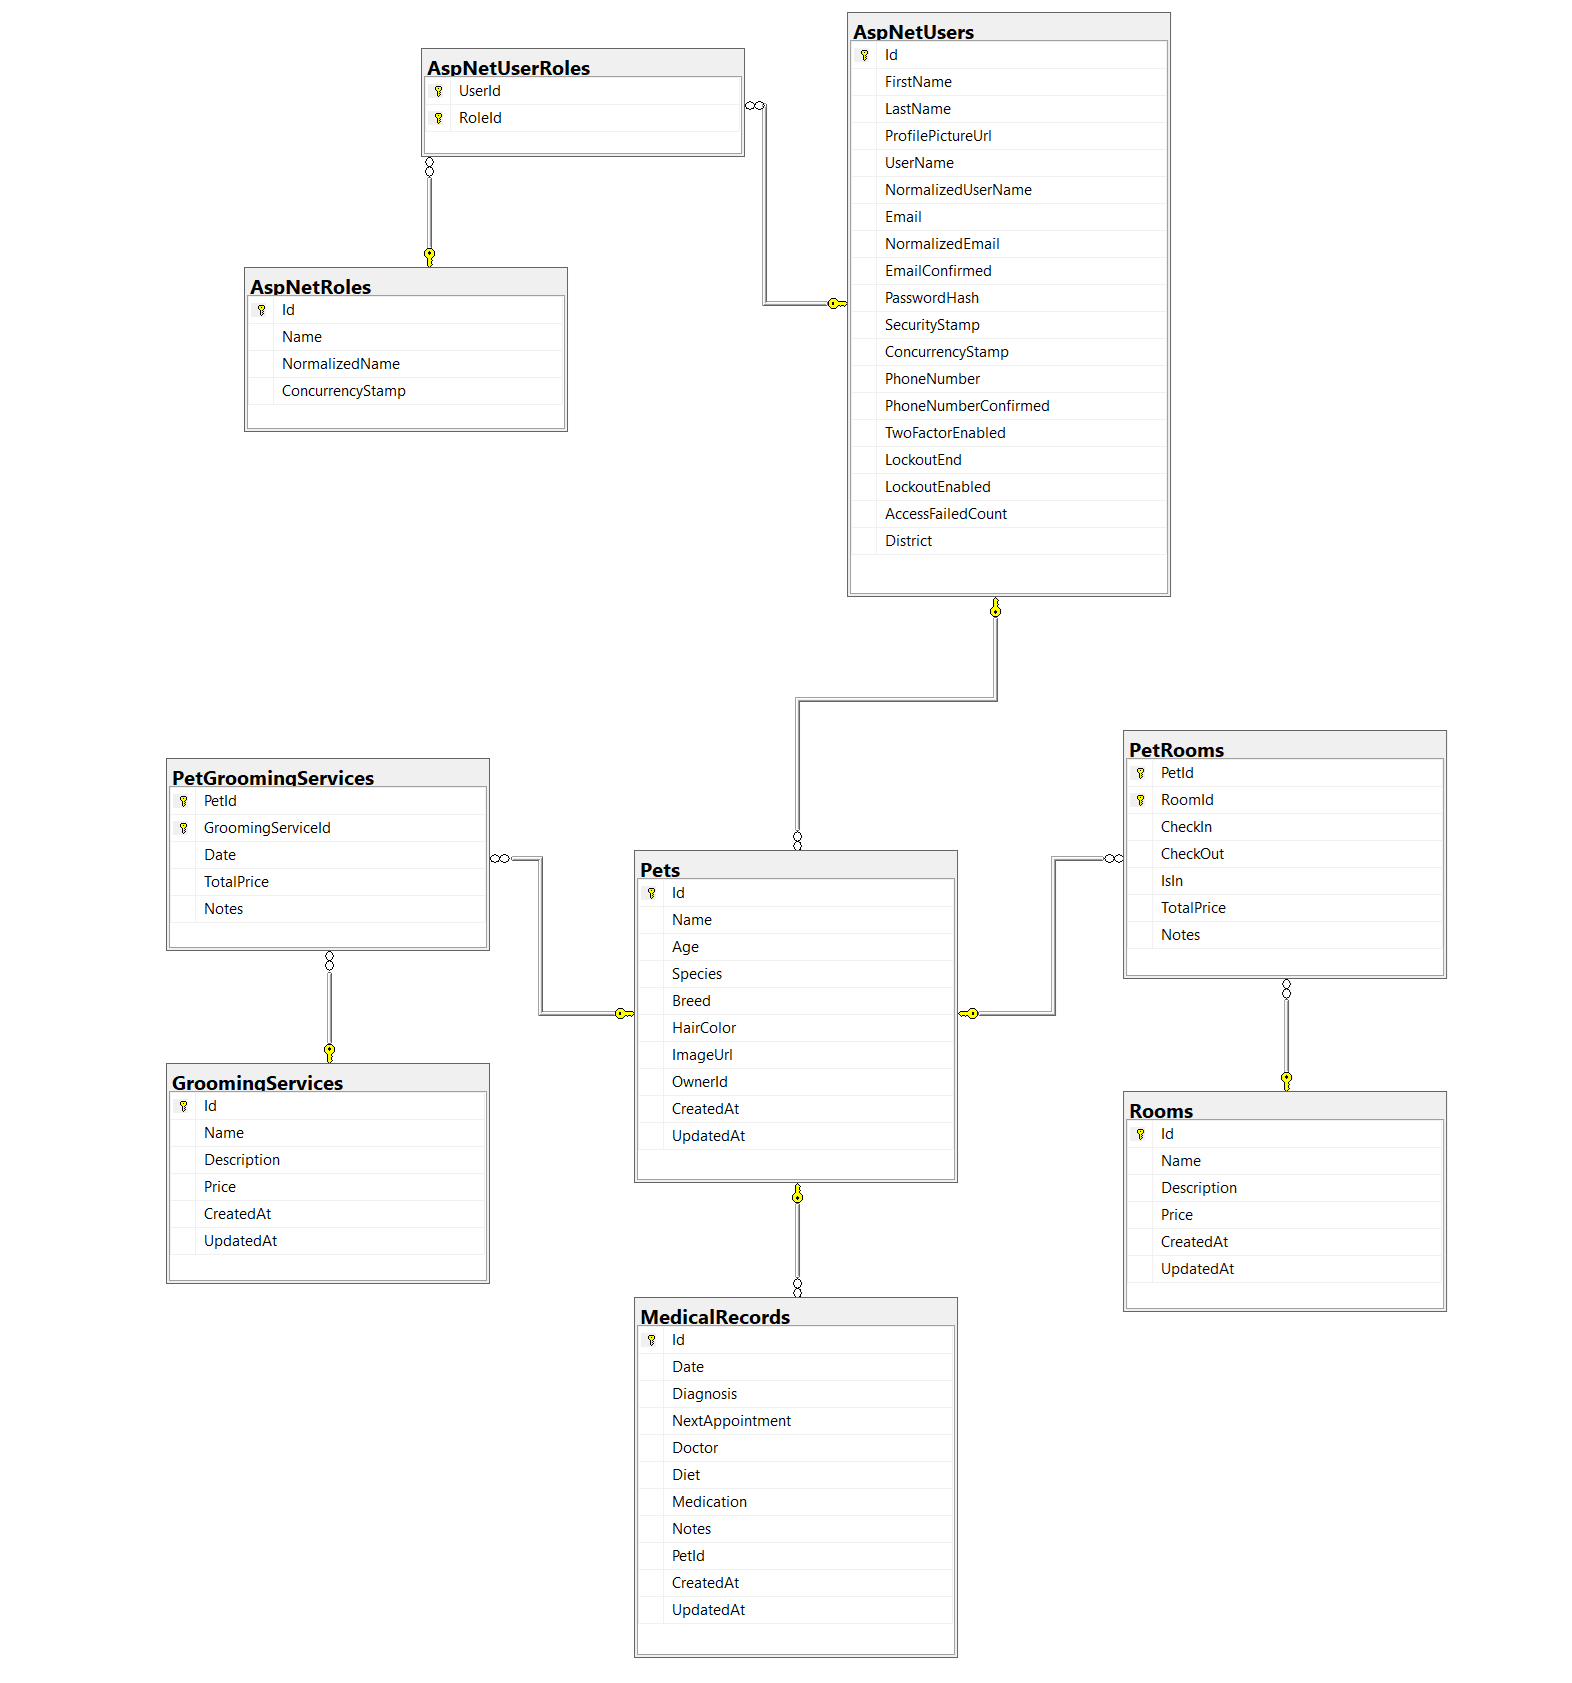 AspNetUsers
Id
FirstName
LastName
ProfilePictureUrl
UserName
NormalizedUserName
Email
NormalizedEmail
EmailConfirmed
PasswordHash
SecurityStamp
ConcurrencyStamp
PhoneNumber
PhoneNumberConfirmed
TwoFactorEnabled
LockoutEnd
LockoutEnabled
AccessFailedCount
District
AspNetUserRoles
UserId
RoleId
AspNetRoles
Id
Name
NormalizedName
ConcurrencyStamp
PetGroomingServices
PetId
GroomingServiceId
Date
TotalPrice
Notes
GroomingServices
Id
Name
Description
Price
CreatedAt
UpdatedAt
Pets
Id
Name
Age
Species
Breed
HairColor
ImageUrl
OwnerId
CreatedAt
UpdatedAt
PetRooms
PetId
RoomId
CheckIn
CheckOut
IsIn
TotalPrice
Notes
Rooms
Id
Name
Description
Price
CreatedAt
UpdatedAt
MedicalRecords
Id
Date
Diagnosis
NextAppointment
Doctor
Diet
Medication
Notes
PetId
CreatedAt
UpdatedAt